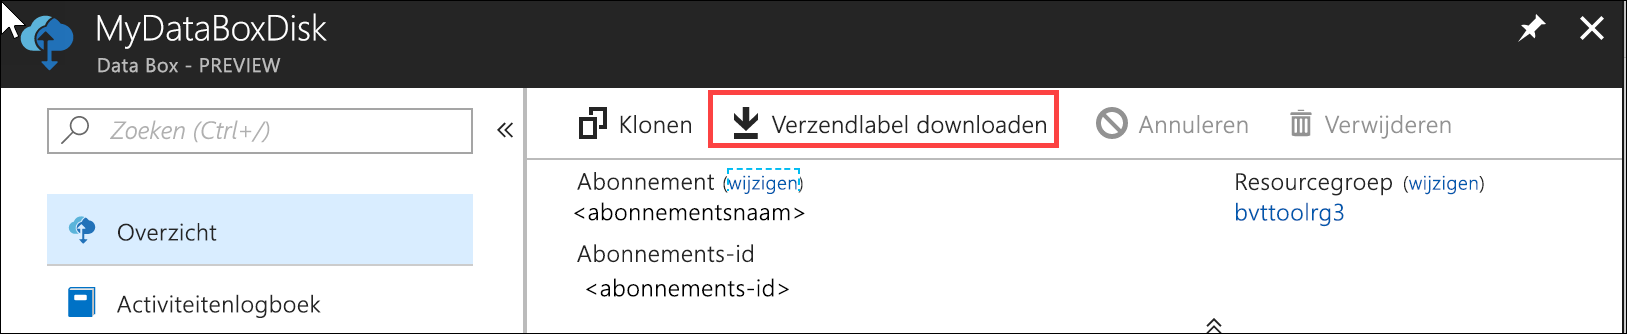 MyDataBoxDisk
Data Box - PREVIEW
Zoeken (Ctrl+/)
Klonen
Verzendlabel downloaden
Annuleren
Verwijderen
Abonnement (wijzigen)
<abonnementsnaam>
Abonnements-id
<abonnements-id>
Resourcegroep (wijzigen)
bvttoolrg3
Overzicht
Activiteitenlogboek